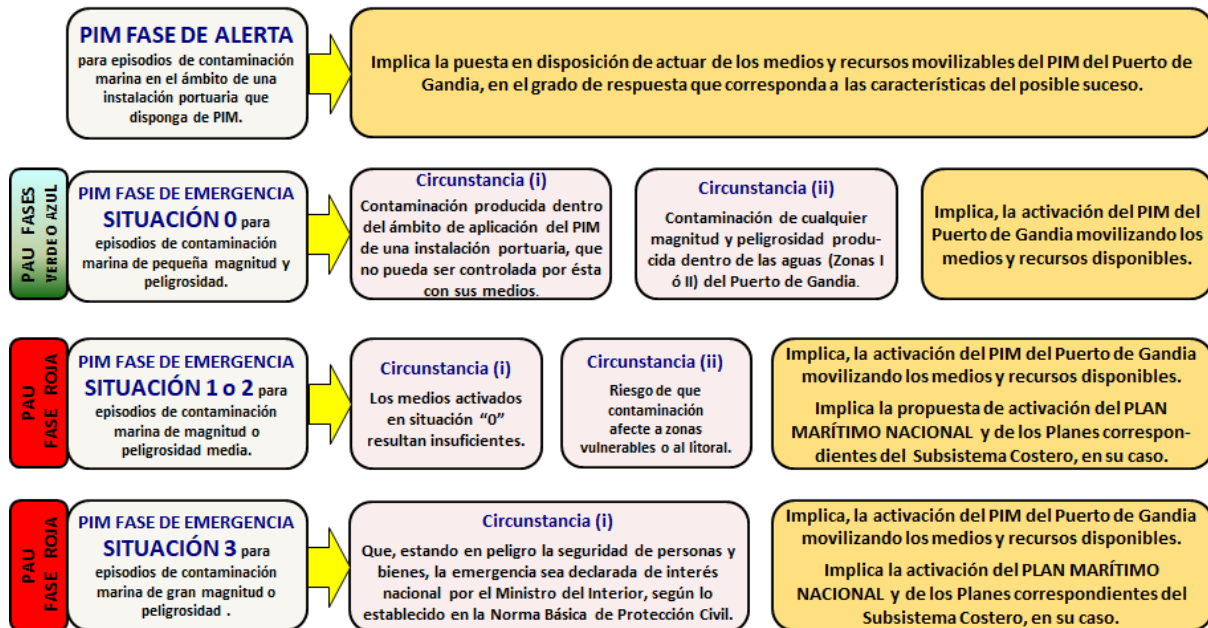 PIM FASE DE ALERTA
para episodios de contaminación
marina en el ámbito de una
instalación portuaria que
disponga de PIM.
Implica la puesta en disposición de actuar de los medios y recursos movilizables del PIM del Puerto de
Gandia, en el grado de respuesta que corresponda a las características del posible suceso.
PAU FASES
VERDE O AZUL
PIM FASE DE EMERGENCIA
SITUACIÓN 0 para
episodios de contaminación
marina de pequeña magnitud y
peligrosidad.
Circunstancia (i)
Contaminación producida dentro
del ámbito de aplicación del PIM
de una instalación portuaria, que
no pueda ser controlada por ésta
con sus medios.
Circunstancia (ii)
Contaminación de cualquier
magnitud y peligrosidad produ-
cida dentro de las aguas (Zonas I
ó II) del Puerto de Gandia.
Implica, la activación del PIM del
Puerto de Gandia movilizando los
medios y recursos disponibles.
PAU
FASE ROJA
PIM FASE DE EMERGENCIA
SITUACIÓN 1 o 2 para
episodios de contaminación
marina de magnitud o
peligrosidad media.
Circunstancia (i)
Los medios activados
en situación “0”
resultan insuficientes.
Circunstancia (ii)
Riesgo de que
contaminación
afecte a zonas
vulnerables o al litoral.
Implica, la activación del PIM del Puerto de Gandia
movilizando los medios y recursos disponibles.
Implica la propuesta de activación del PLAN
MARÍTIMO NACIONAL y de los Planes correspon-
dientes del Subsistema Costero, en su caso.
PAU
FASE ROJA
PIM FASE DE EMERGENCIA
SITUACIÓN 3 para
episodios de contaminación
marina de gran magnitud o
peligrosidad .
Circunstancia (i)
Que, estando en peligro la seguridad de personas y
bienes, la emergencia sea declarada de interés
nacional por el Ministro del Interior, según lo
establecido en la Norma Básica de Protección Civil.
Implica, la activación del PIM del Puerto de Gandia
movilizando los medios y recursos disponibles.
Implica la activación del PLAN MARÍTIMO
NACIONAL y de los Planes correspondientes del
Subsistema Costero, en su caso.